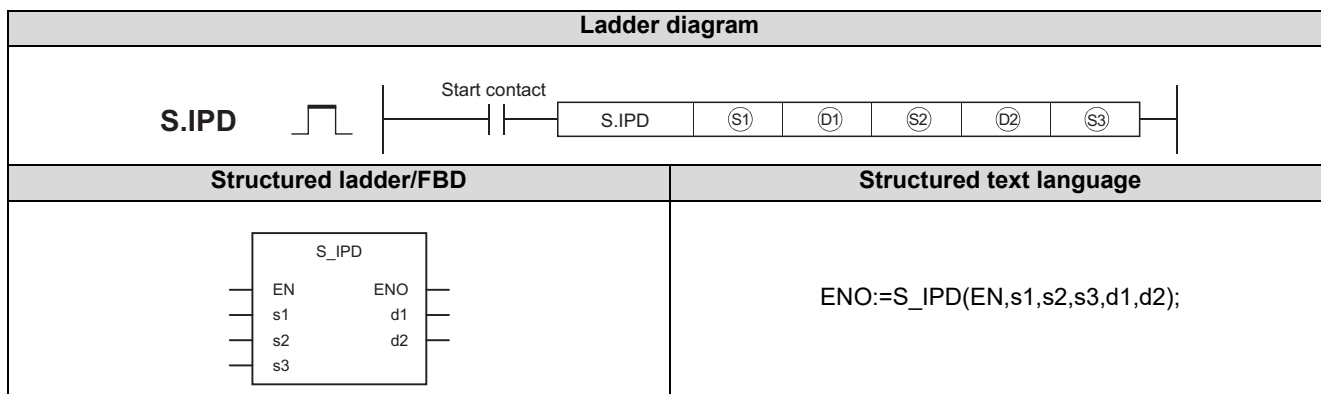 Ladder diagram
Start contact
S.IPD S.IPD S1 D1 S2 D2 S3
Structured ladder/FBD Structured text language
S_IPD
EN ENO
s1 d1
s2 d2
s3
ENO:=S_IPD(EN,s1,s2,s3,d1,d2);